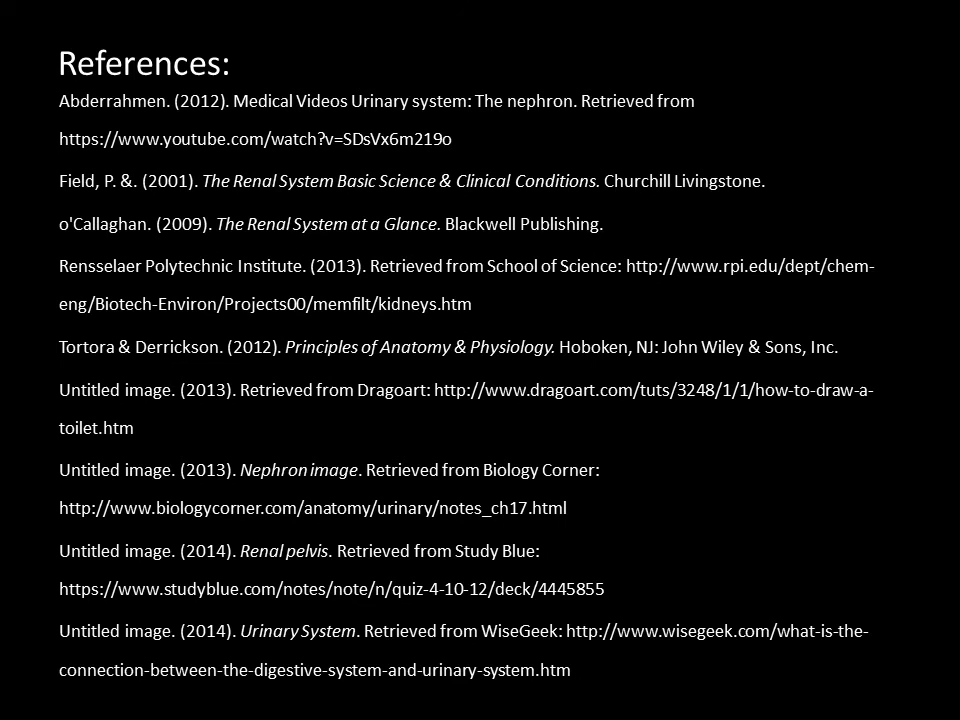 References:
Abderrahmen. (2012). Medical Videos Urinary system: The nephron. Retrieved from
https://www.youtube.com/watch?v=SDsVx6m219o
Field, P. &. (2001). The Renal System Basic Science & Clinical Conditions. Churchill Livingstone.
o'Callaghan. (2009). The Renal System at a Glance. Blackwell Publishing.
Rensselaer Polytechnic Institute. (2013). Retrieved from School of Science: http://www.rpi.edu/dept/chem-
eng/Biotech-Environ/Projects00/memfilt/kidneys.htm
Tortora & Derrickson. (2012). Principles of Anatomy & Physiology. Hoboken, NJ: John Wiley & Sons, Inc.
Untitled image. (2013). Retrieved from Dragoart: http://www.dragoart.com/tuts/3248/1/1/how-to-draw-a-
toilet.htm
Untitled image. (2013). Nephron image. Retrieved from Biology Corner:
http://www.biologycorner.com/anatomy/urinary/notes_ch17.html
Untitled image. (2014). Renal pelvis. Retrieved from Study Blue:
https://www.studyblue.com/notes/note/n/quiz-4-10-12/deck/4445855
Untitled image. (2014). Urinary System. Retrieved from WiseGeek: http://www.wisegeek.com/what-is-the-
connection-between-the-digestive-system-and-urinary-system.htm